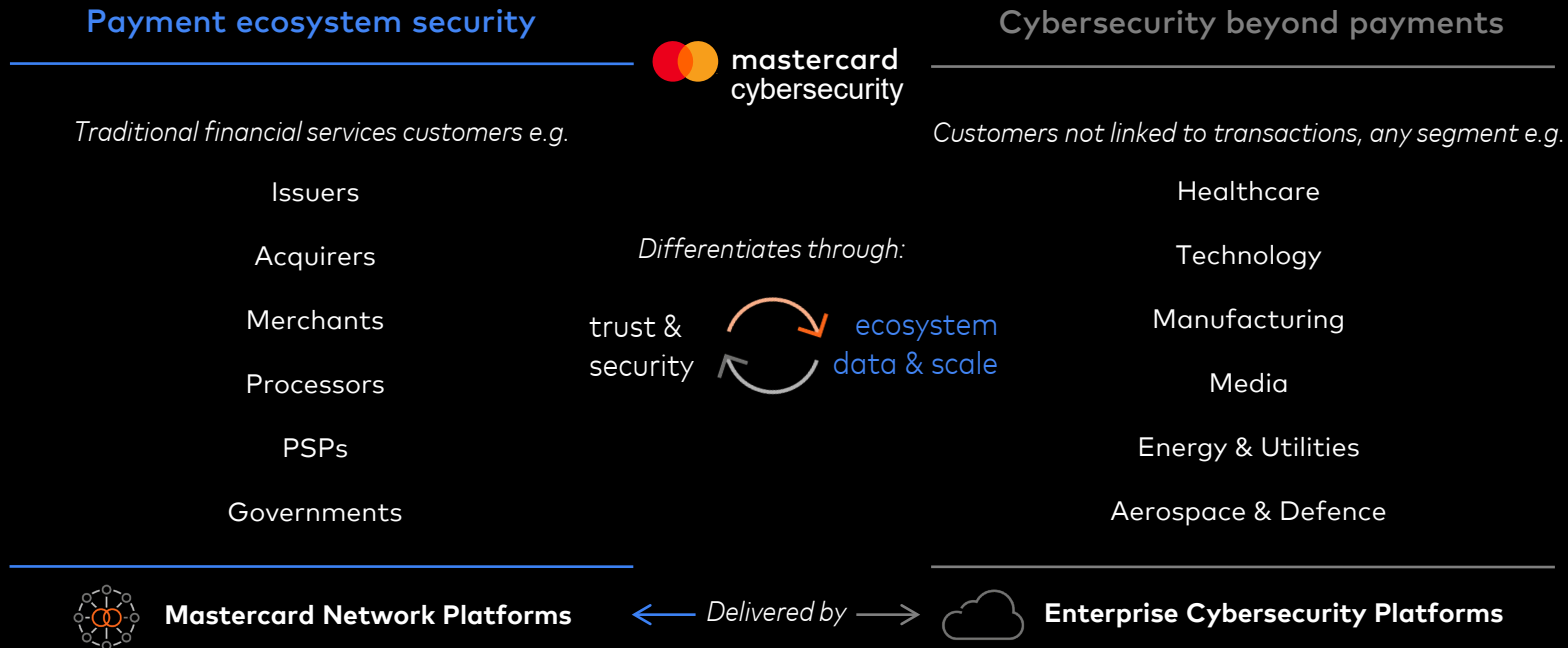 Payment ecosystem security
mastercard
cybersecurity
Cybersecurity beyond payments
Traditional financial services customers e.g.
Issuers
Acquirers
Merchants
Processors
PSPs
Governments
Differentiates through:
trust &
security
ecosystem
data & scale
Customers not linked to transactions, any segment e.g.
Healthcare
Technology
Manufacturing
Media
Energy & Utilities
Aerospace & Defence
Mastercard Network Platforms
Delivered by
Enterprise Cybersecurity Platforms